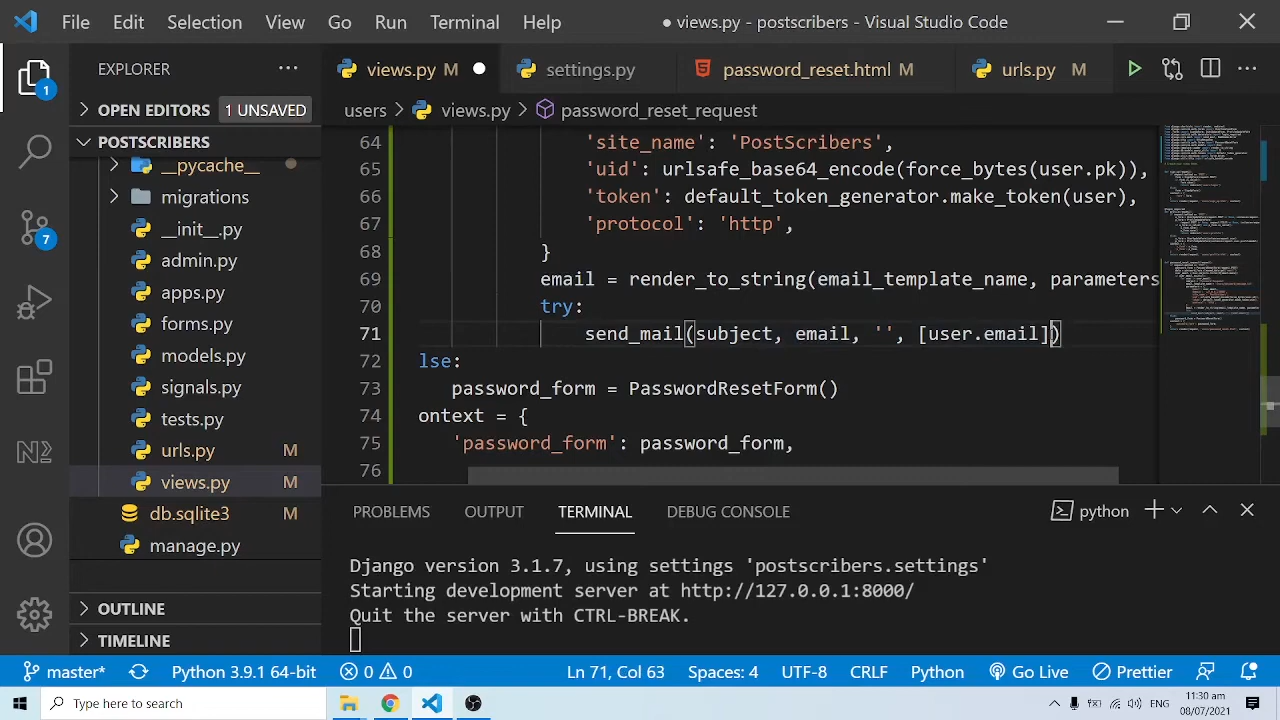 File Edit Selection View Go Run Terminal Help ● views.py - postscribers - Visual Studio Code
EXPLORER
OPEN EDITORS 1 UNSAVED
POSTSCRIBERS
__pycache__
migrations
__init__.py
admin.py
apps.py
forms.py
models.py
signals.py
tests.py
urls.py M
views.py M
db.sqlite3 M
manage.py
OUTLINE
TIMELINE
1
7
views.py M settings.py password_reset.html M urls.py M
users > views.py > password_reset_request
64 'site_name': 'PostScribers',
65 'uid': urlsafe_base64_encode(force_bytes(user.pk)),
66 'token': default_token_generator.make_token(user),
67 'protocol': 'http',
68 }
69 email = render_to_string(email_template_name, parameters
70 try:
71 send_mail(subject, email, '', [user.email])
72 lse:
73 password_form = PasswordResetForm()
74 ontext = {
75 'password_form': password_form,
76
PROBLEMS OUTPUT TERMINAL DEBUG CONSOLE python
Django version 3.1.7, using settings 'postscribers.settings'
Starting development server at http://127.0.0.1:8000/
Quit the server with CTRL-BREAK.
master* Python 3.9.1 64-bit 0 0 Ln 71, Col 63 Spaces: 4 UTF-8 CRLF Python Go Live Prettier
Type here to search
ENG
11:30 am
08/07/2021